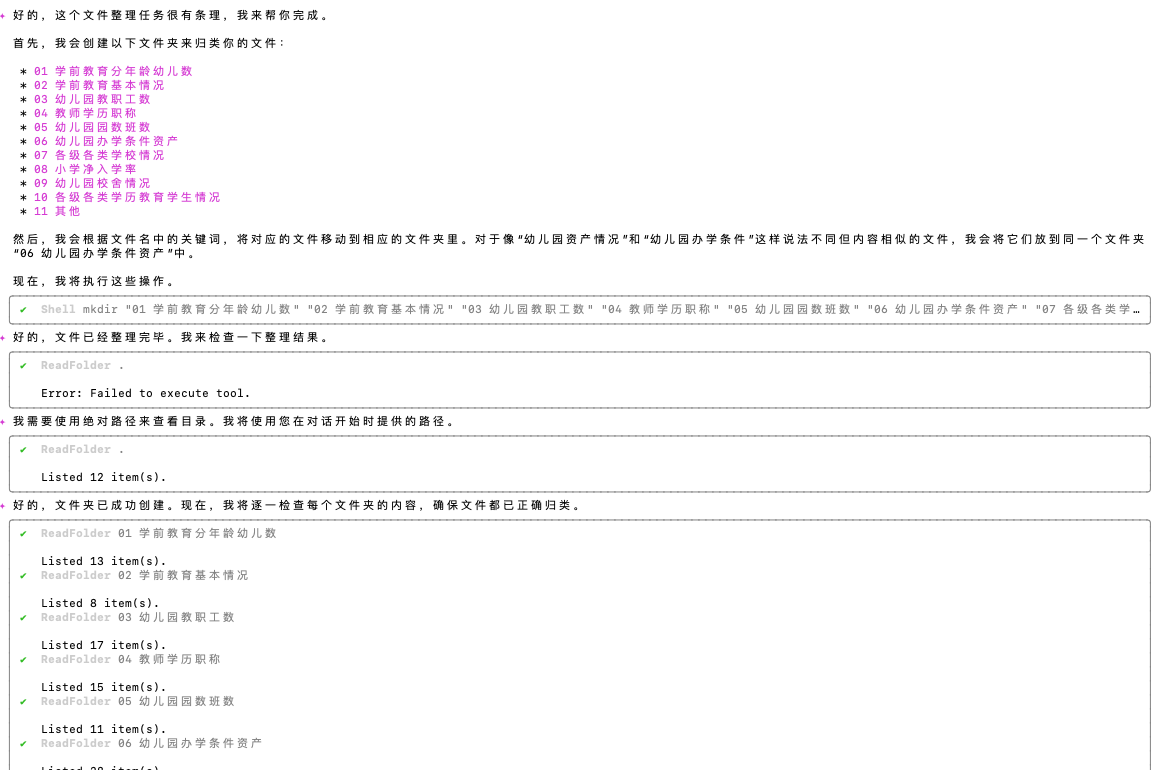 ✦ 好的，这个文件整理任务很有条理，我来帮你完成。
首先，我会创建以下文件夹来归类你的文件：
* 01 学前教育分年龄幼儿数
* 02 学前教育基本情况
* 03 幼儿园教职工数
* 04 教师学历职称
* 05 幼儿园园数班数
* 06 幼儿园办学条件资产
* 07 各级各类学校情况
* 08 小学净入学率
* 09 幼儿园校舍情况
* 10 各级各类学历教育学生情况
* 11 其他
然后，我会根据文件名中的关键词，将对应的文件移动到相应的文件夹里。对于像“幼儿园资产情况”和“幼儿园办学条件”这样说法不同但内容相似的文件，我会将它们放到同一个文件夹
“06 幼儿园办学条件资产”中。
现在，我将执行这些操作。
✔ Shell mkdir "01 学前教育分年龄幼儿数" "02 学前教育基本情况" "03 幼儿园教职工数" "04 教师学历职称" "05 幼儿园园数班数" "06 幼儿园办学条件资产" "07 各级各类学…
✦ 好的，文件已经整理完毕。我来检查一下整理结果。
✔ ReadFolder .
Error: Failed to execute tool.
✦ 我需要使用绝对路径来查看目录。我将使用您在对话开始时提供的路径。
✔ ReadFolder .
Listed 12 item(s).
✦ 好的，文件夹已成功创建。现在，我将逐一检查每个文件夹的内容，确保文件都已正确归类。
✔ ReadFolder 01 学前教育分年龄幼儿数
Listed 13 item(s).
✔ ReadFolder 02 学前教育基本情况
Listed 8 item(s).
✔ ReadFolder 03 幼儿园教职工数
Listed 17 item(s).
✔ ReadFolder 04 教师学历职称
Listed 15 item(s).
✔ ReadFolder 05 幼儿园园数班数
Listed 11 item(s).
✔ ReadFolder 06 幼儿园办学条件资产